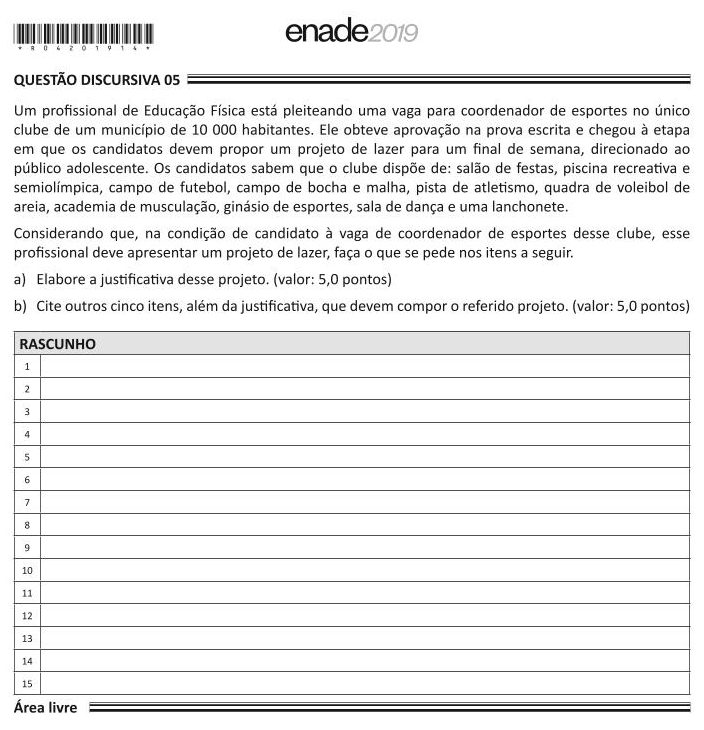 enade2019
*R0420191 4*
QUESTÃO DISCURSIVA 05
Um profissional de Educação Física está pleiteando uma vaga para coordenador de esportes no único
clube de um município de 10 000 habitantes. Ele obteve aprovação na prova escrita e chegou à etapa
em que os candidatos devem propor um projeto de lazer para um final de semana, direcionado ao
público adolescente. Os candidatos sabem que o clube dispõe de: salão de festas, piscina recreativa e
semiolímpica, campo de futebol, campo de bocha e malha, pista de atletismo, quadra de voleibol de
areia, academia de musculação, ginásio de esportes, sala de dança e uma lanchonete.
Considerando que, na condição de candidato à vaga de coordenador de esportes desse clube, esse
profissional deve apresentar um projeto de lazer, faça o que se pede nos itens a seguir.
a) Elabore a justificativa desse projeto. (valor: 5,0 pontos)
b) Cite outros cinco itens, além da justificativa, que devem compor o referido projeto. (valor: 5,0 pontos)
RASCUNHO
1
2
3
4
5
6
7
8
9
10
11
12
13
14
15
Área livre